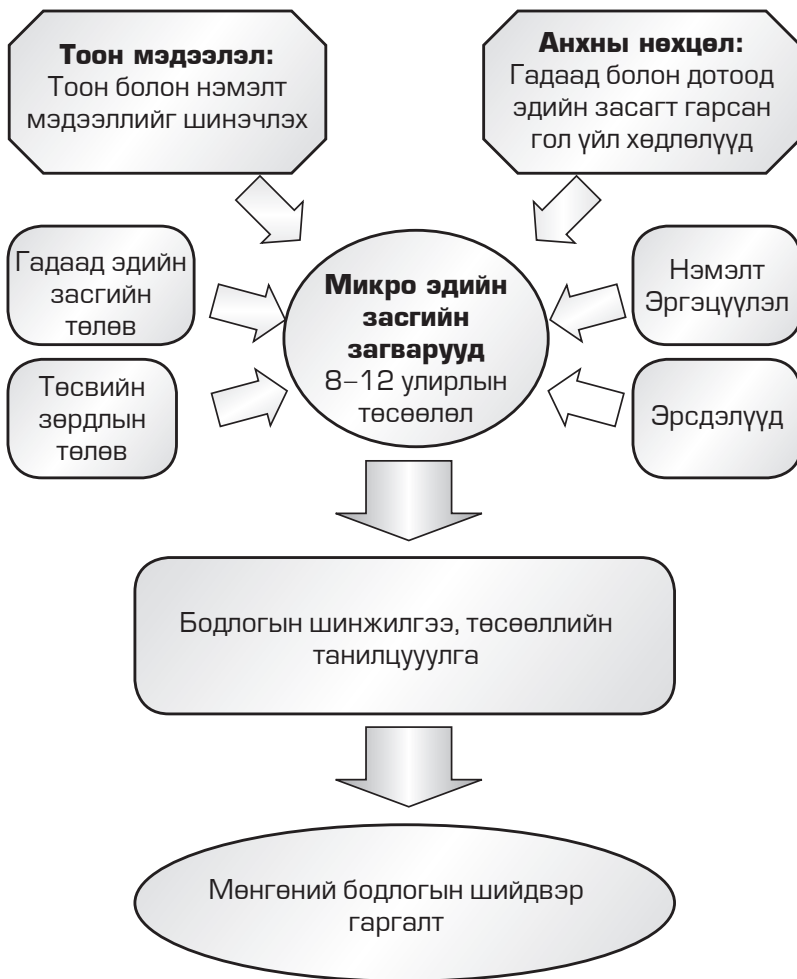 Тоон мэдээлэл:
Тоон болон нэмэлт
мэдээллийг шинэчлэх
Анхны нөхцөл:
Гадаад болон дотоод
эдийн засагт гарсан
гол үйл хөдлөлүүд
Гадаад эдийн
засгийн
төлөв
Микро эдийн
засгийн
загварууд
8–12 улирлын
төсөөлөл
Нэмэлт
Эргэцүүлэл
Төсвийн
зөрдлын
төлөв
Эрсдэлүүд
Бодлогын шинжилгээ, төсөөллийн
танилцууулга
Мөнгөний бодлогын шийдвэр
гаргалт